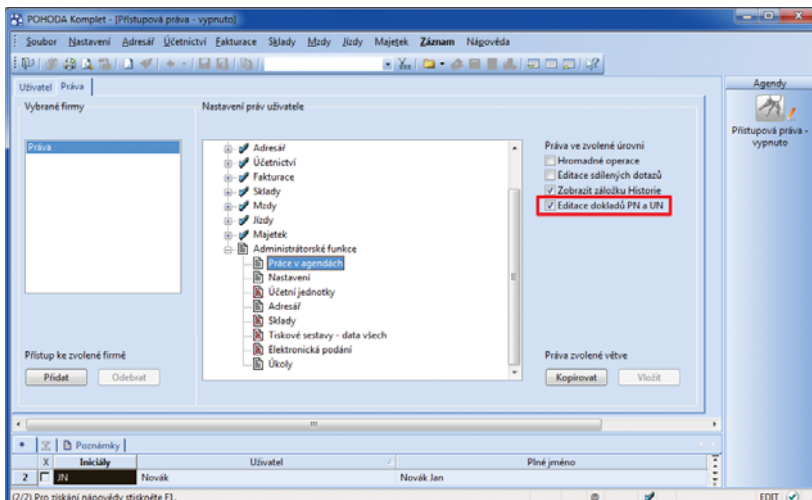 POHODA Komplet - [Přístupová práva - vypnuto]
Soubor Nastavení Adresář Účetnictví Fakturace Sklady Mzdy Jízdy Majetek Záznam Nápověda
Uživatel Práva
Agendy
Přístupová práva -
vypnuto
Vybrané firmy
Práva
Přístup ke zvolené firmě
Přidat Odebrat
Nastavení práv uživatele
Adresář
Účetnictví
Fakturace
Sklady
Mzdy
Jízdy
Majetek
Administrátorské funkce
Práce v agendách
Nastavení
Účetní jednotky
Adresář
Sklady
Tiskové sestavy - data všech
Elektronická podání
Úkoly
Práva ve zvolené úrovni
Hromadné operace
Editace sdílených dotazů
Zobrazit záložku Historie
Editace dokladů PN a UN
Práva zvolené větve
Kopírovat Vložit
* Poznámky
X Iniciály Uživatel Plné jméno
2 JN Novák Novák Jan
(2/2) Pro získání nápovědy stiskněte F1. EDIT